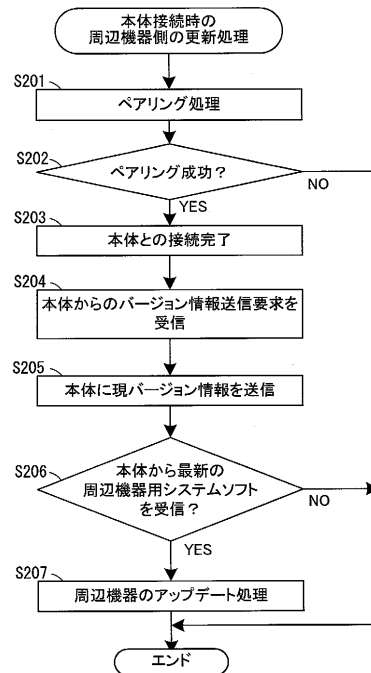 本体接続時の
周辺機器側の更新処理
S201
ペアリング処理
S202
ペアリング成功？
NO
YES
S203
本体との接続完了
S204
本体からのバージョン情報送信要求を
受信
S205
本体に現バージョン情報を送信
S206
本体から最新の
周辺機器用システムソフト
を受信？
NO
YES
S207
周辺機器のアップデート処理
エンド